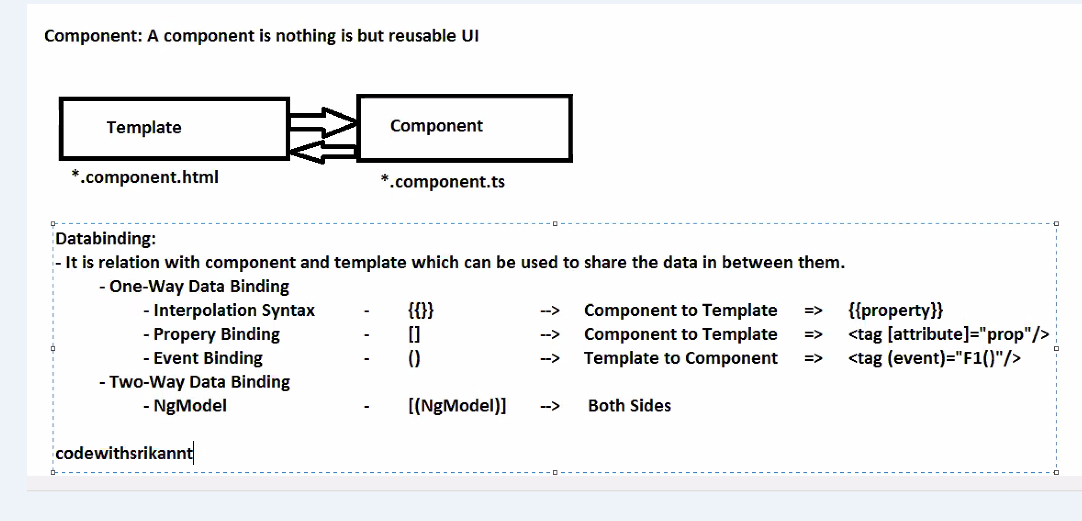 Component: A component is nothing is but reusable UI
Template
Component
*.component.html
*.component.ts
Databinding:
- It is relation with component and template which can be used to share the data in between them.
- One-Way Data Binding
- Interpolation Syntax - {{}} --> Component to Template => {{property}}
- Propery Binding - [] --> Component to Template => <tag [attribute]="prop"/>
- Event Binding - () --> Template to Component => <tag (event)="F1()"/>
- Two-Way Data Binding
- NgModel - [(NgModel)] --> Both Sides
codewithsrikannt